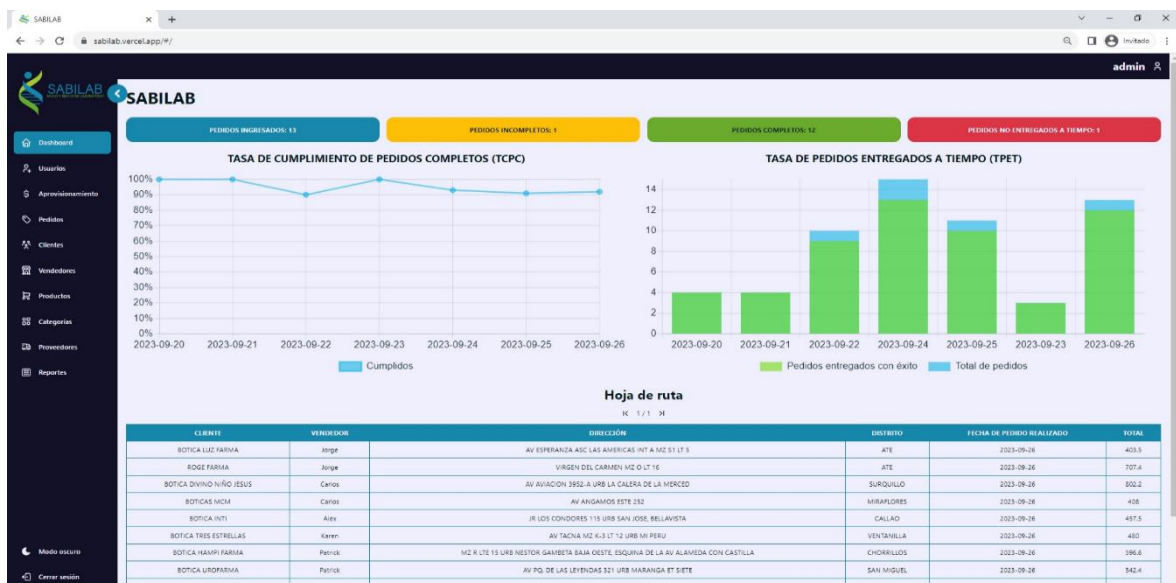 SABILAB
sabilab.vercel.app/#/
Invitado
admin
SABILAB
SABILAB
Dashboard
Usuarios
Aprovisionamiento
Pedidos
Clientes
Vendedores
Productos
Categorias
Proveedores
Reportes
Modo oscuro
Cerrar sesión
PEDIDOS INGRESADOS: 13 PEDIDOS INCOMPLETOS: 1 PEDIDOS COMPLETOS: 12 PEDIDOS NO ENTREGADOS A TIEMPO: 1
TASA DE CUMPLIMIENTO DE PEDIDOS COMPLETOS (TCPC)
100%
90%
80%
70%
60%
50%
40%
30%
20%
10%
0%
2023-09-20 2023-09-21 2023-09-22 2023-09-23 2023-09-24 2023-09-25 2023-09-26
Cumplidos
TASA DE PEDIDOS ENTREGADOS A TIEMPO (TPET)
14
12
10
8
6
4
2
0
2023-09-20 2023-09-21 2023-09-22 2023-09-24 2023-09-25 2023-09-23 2023-09-26
Pedidos entregados con éxito Total de pedidos
Hoja de ruta
1/1
CLIENTE VENDEDOR DIRECCIÓN DISTRITO FECHA DE PEDIDO REALIZADO TOTAL
BOTICA LUZ FARMA Jorge AV ESPERANZA ASC LAS AMERICAS INT A MZ S1 LT 5 ATE 2023-09-26 403.5
ROGE FARMA Jorge VIRGEN DEL CARMEN MZ O LT 16 ATE 2023-09-26 707.4
BOTICA DIVINO NIÑO JESUS Carlos AV AVIACION 3952-A URB LA CALERA DE LA MERCED SURQUILLO 2023-09-26 802.2
BOTICAS MCM Carlos AV ANGAMOS ESTE 252 MIRAFLORES 2023-09-26 408
BOTICA INTI Alex JR LOS CONDORES 115 URB SAN JOSE, BELLAVISTA CALLAO 2023-09-26 457.5
BOTICA TRES ESTRELLAS Karen AV TACNA MZ K-3 LT 12 URB MI PERU VENTANILLA 2023-09-26 480
BOTICA HAMPI FARMA Patrick MZ R LTE 15 URB NESTOR GAMBETA BAJA OESTE, ESQUINA DE LA AV ALAMEDA CON CASTILLA CHORRILLOS 2023-09-26 596.6
BOTICA UROFARMA Patrick AV PQ. DE LAS LEYENDAS 321 URB MARANGA ET SIETE SAN MIGUEL 2023-09-26 542.4